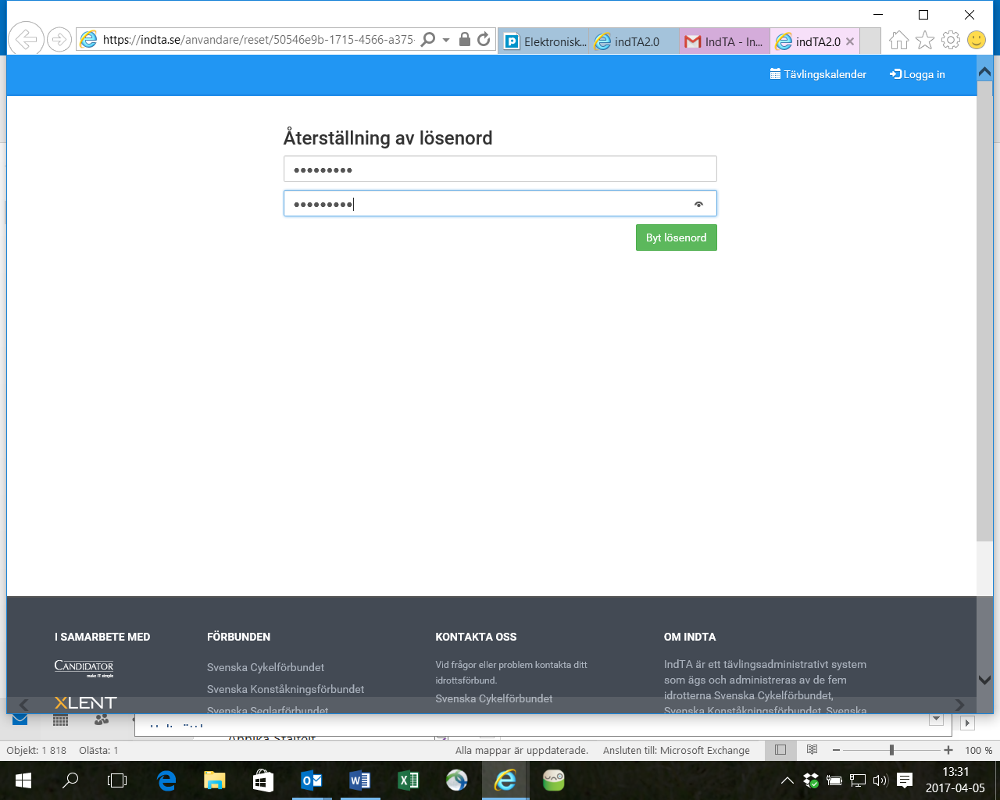 https://indta.se/anvandare/reset/50546e9b-1715-4566-a375-
Elektronisk...
indTA2.0
IndTA - In...
indTA2.0
Tävlingskalender
Logga in
Återställning av lösenord
•••••••••
•••••••••
Byt lösenord
I SAMARBETE MED
CANDIDATOR
make IT simple
XLENT
FÖRBUNDEN
Svenska Cykelförbundet
Svenska Konståkningsförbundet
Svenska Seglarförbundet
KONTAKTA OSS
Vid frågor eller problem kontakta ditt
idrottsförbund.
Svenska Cykelförbundet
OM INDTA
IndTA är ett tävlingsadministrativt system
som ägs och administreras av de fem
idrotterna Svenska Cykelförbundet,
Svenska Konståkningsförbundet, Svenska
Objekt: 1 818
Olästa: 1
Alla mappar är uppdaterade.
Ansluten till: Microsoft Exchange
100 %
uno
13:31
2017-04-05